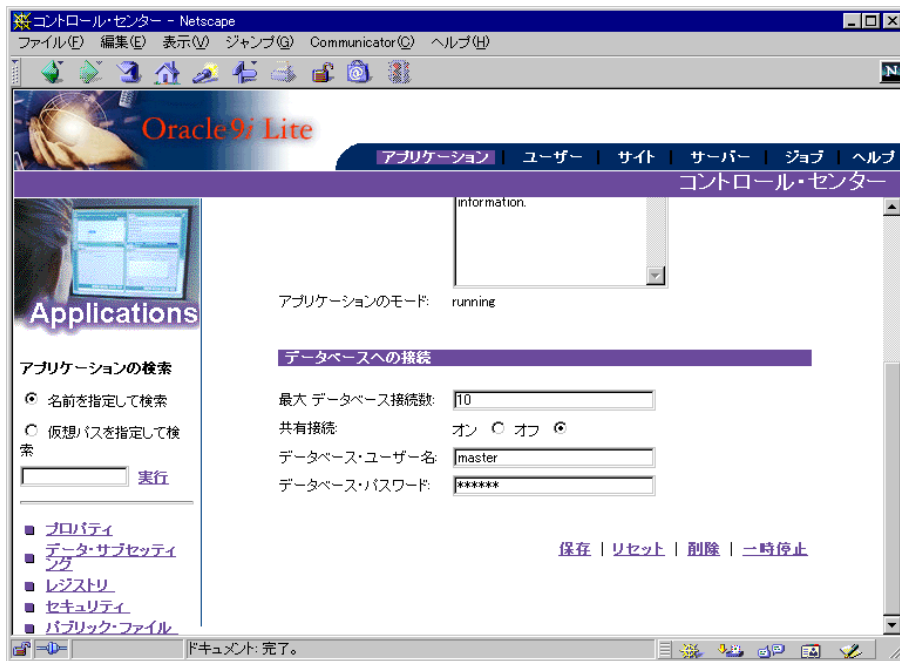 コントロール・センター - Netscape
ファイル(F) 編集(E) 表示(V) ジャンプ(G) Communicator(C) ヘルプ(H)
N
Oracle9i Lite
アプリケーション | ユーザー | サイト | サーバー | ジョブ | ヘルプ
コントロール・センター
information.
Applications
アプリケーションのモード: running
データベースへの接続
アプリケーションの検索
名前を指定して検索
最大 データベース接続数: 10
仮想パスを指定して検
索
共有接続: オン オフ
データベース・ユーザー名: master
実行
データベース・パスワード: ******
プロパティ
データ・サブセッティ
ング
保存 | リセット | 削除 | 一時停止
レジストリ
セキュリティ
パブリック・ファイル
ドキュメント: 完了。